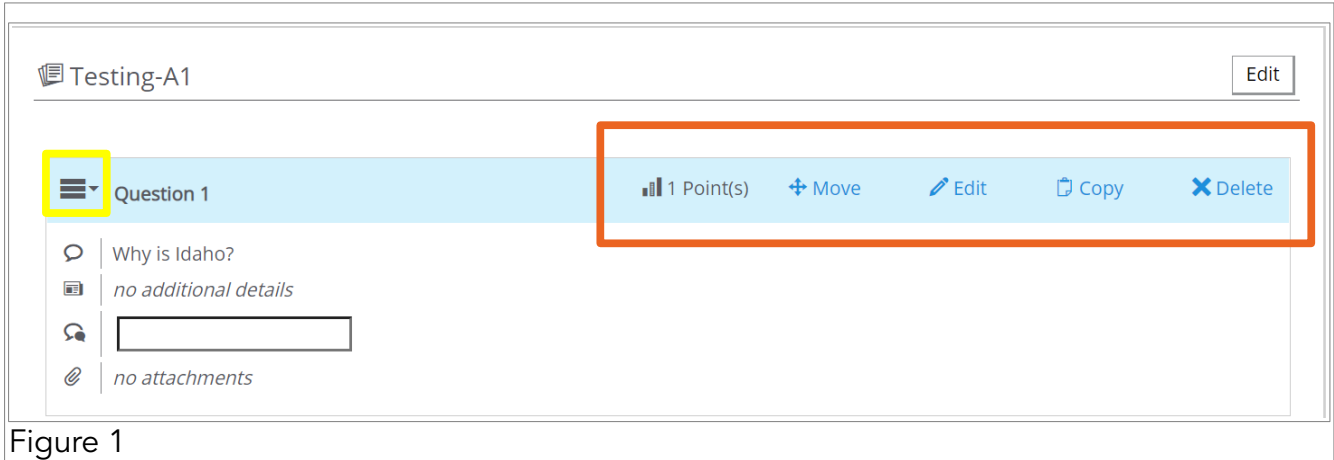 Testing-A1
Edit
Question 1 1 Point(s) Move Edit Copy Delete
Why is Idaho?
no additional details
no attachments
Figure 1